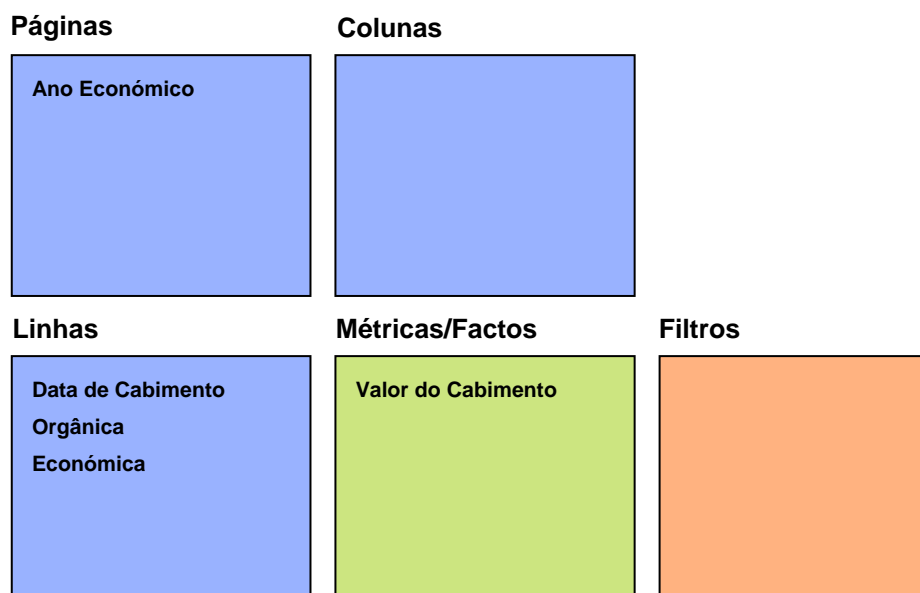 Páginas
Colunas
Ano Económico
Linhas
Métricas/Factos
Filtros
Data de Cabimento
Orgânica
Económica
Valor do Cabimento